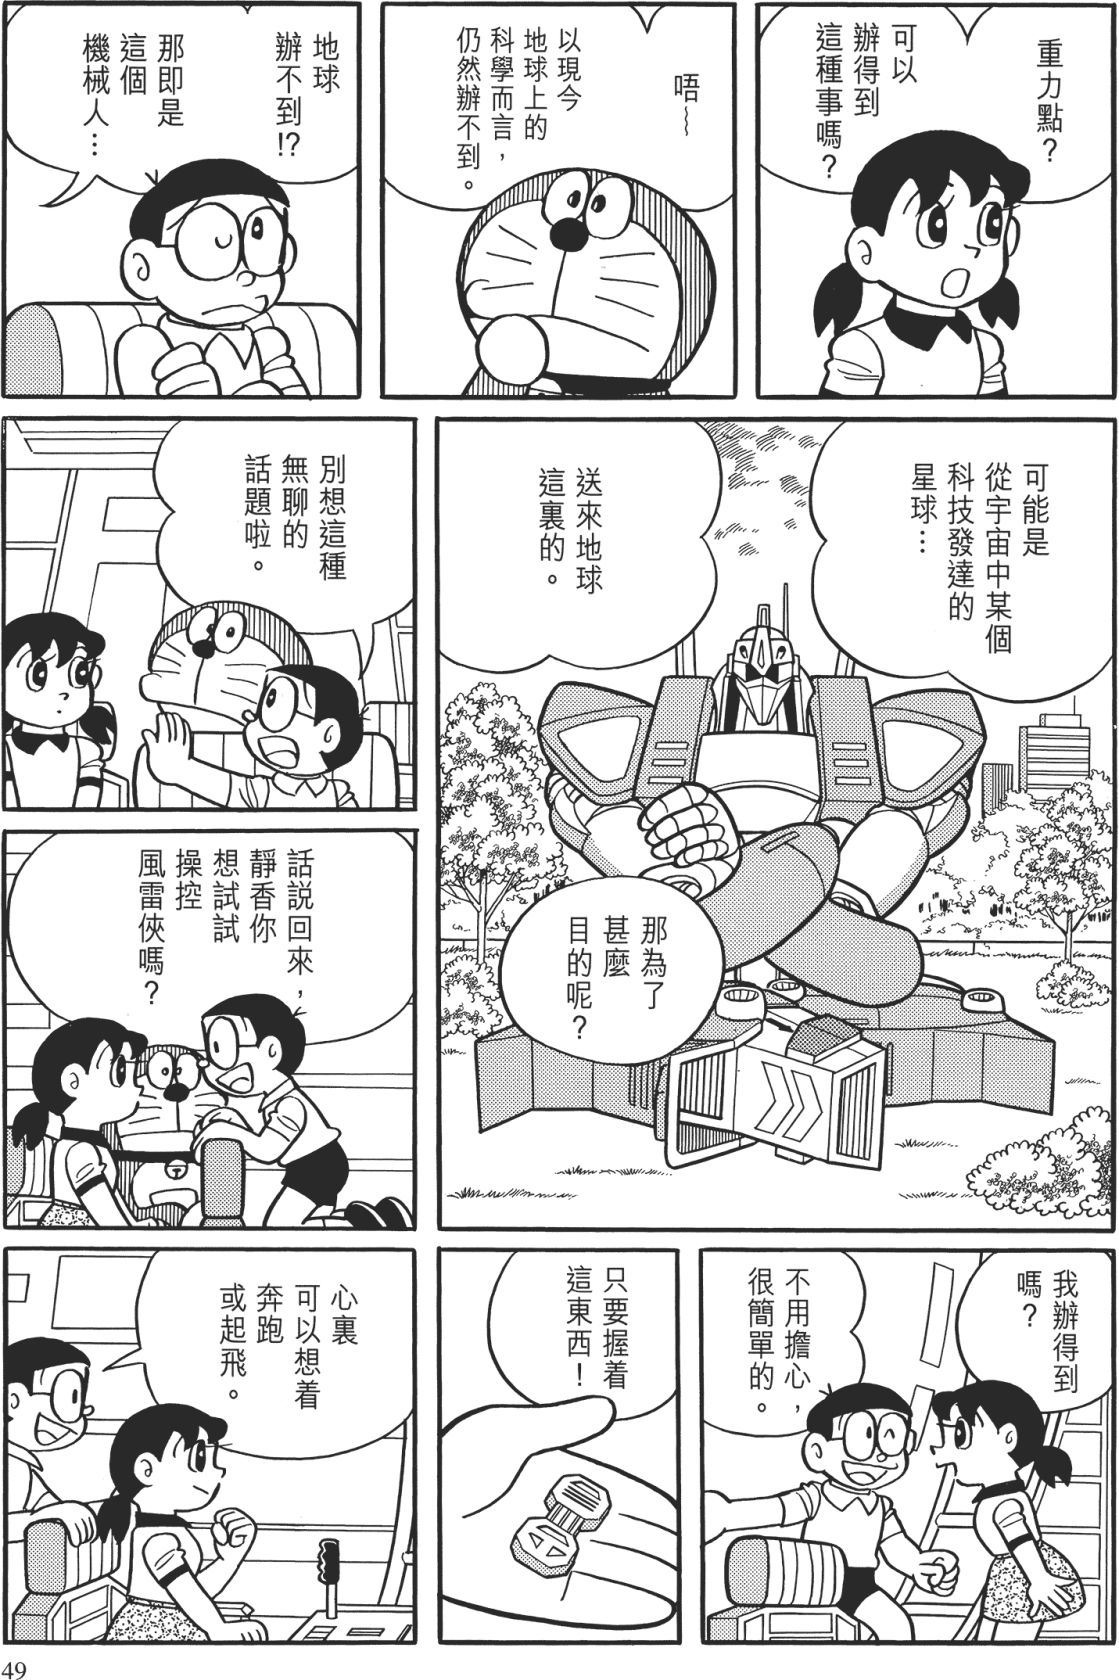 重力點？
可以
辦得到
這種事嗎？
唔～
以現今
地球上的
科學而言，
仍然辦不到。
地球
辦不到!?
那即是
這個
機械人…
可能是
從宇宙中某個
科技發達的
星球…
送來地球
這裏的。
那為了
甚麼
目的呢？
別想這種
無聊的
話題啦。
話說回來，
靜香你
想試試
操控
風雷俠嗎？
我辦得到
嗎？
不用擔心，
很簡單的。
只要握着
這東西！
心裏
可以想着
奔跑
或起飛。
49